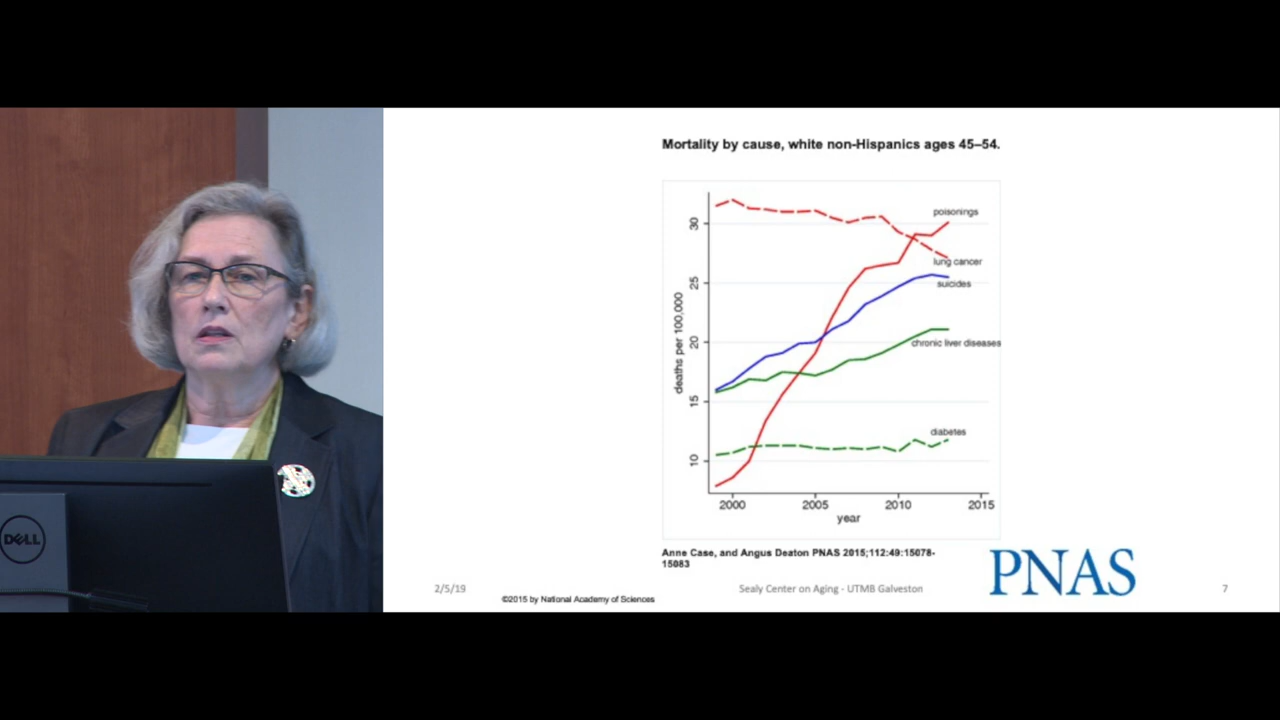 Mortality by cause, white non-Hispanics ages 45–54.
poisonings
lung cancer
suicides
chronic liver diseases
diabetes
deaths per 100,000
30
25
20
15
10
2000 2005 2010 2015
year
Anne Case, and Angus Deaton PNAS 2015;112:49:15078-
15083
PNAS
2/5/19
Sealy Center on Aging - UTMB Galveston
7
©2015 by National Academy of Sciences
DELL